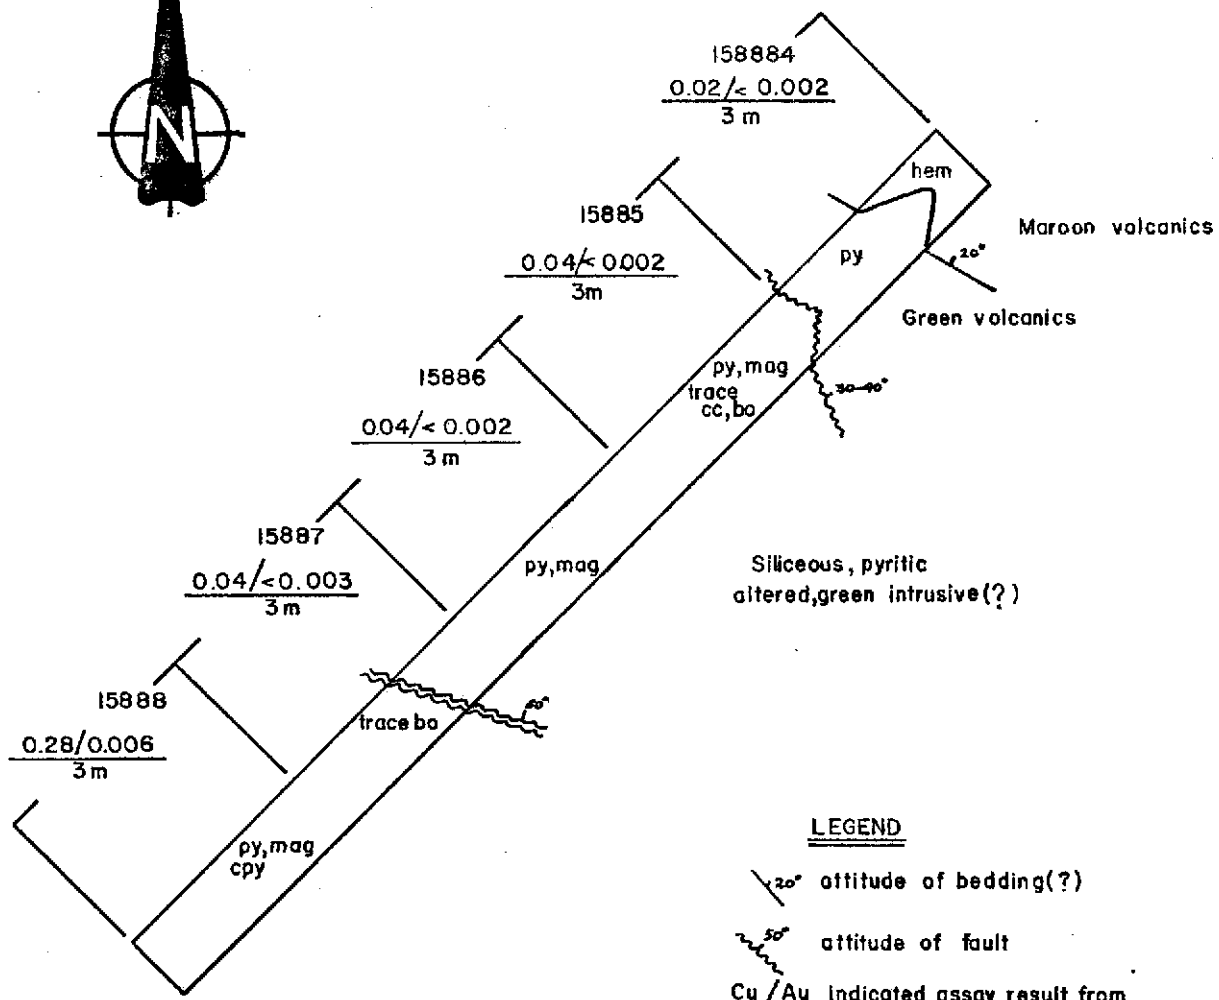 N
158884
0.02/< 0.002
3 m
hem
15885
Maroon volcanics
0.04/< 0.002
3m
py
20°
Green volcanics
15886
py, mag
trace
cc, bo
30-40°
0.04/< 0.002
3 m
15887
py, mag
Siliceous, pyritic
altered, green intrusive (?)
0.04/<0.003
3 m
15888
trace bo
60°
0.28/0.006
3 m
py, mag
cpy
LEGEND
20° attitude of bedding(?)
50° attitude of fault
Cu /Au indicated assay result from